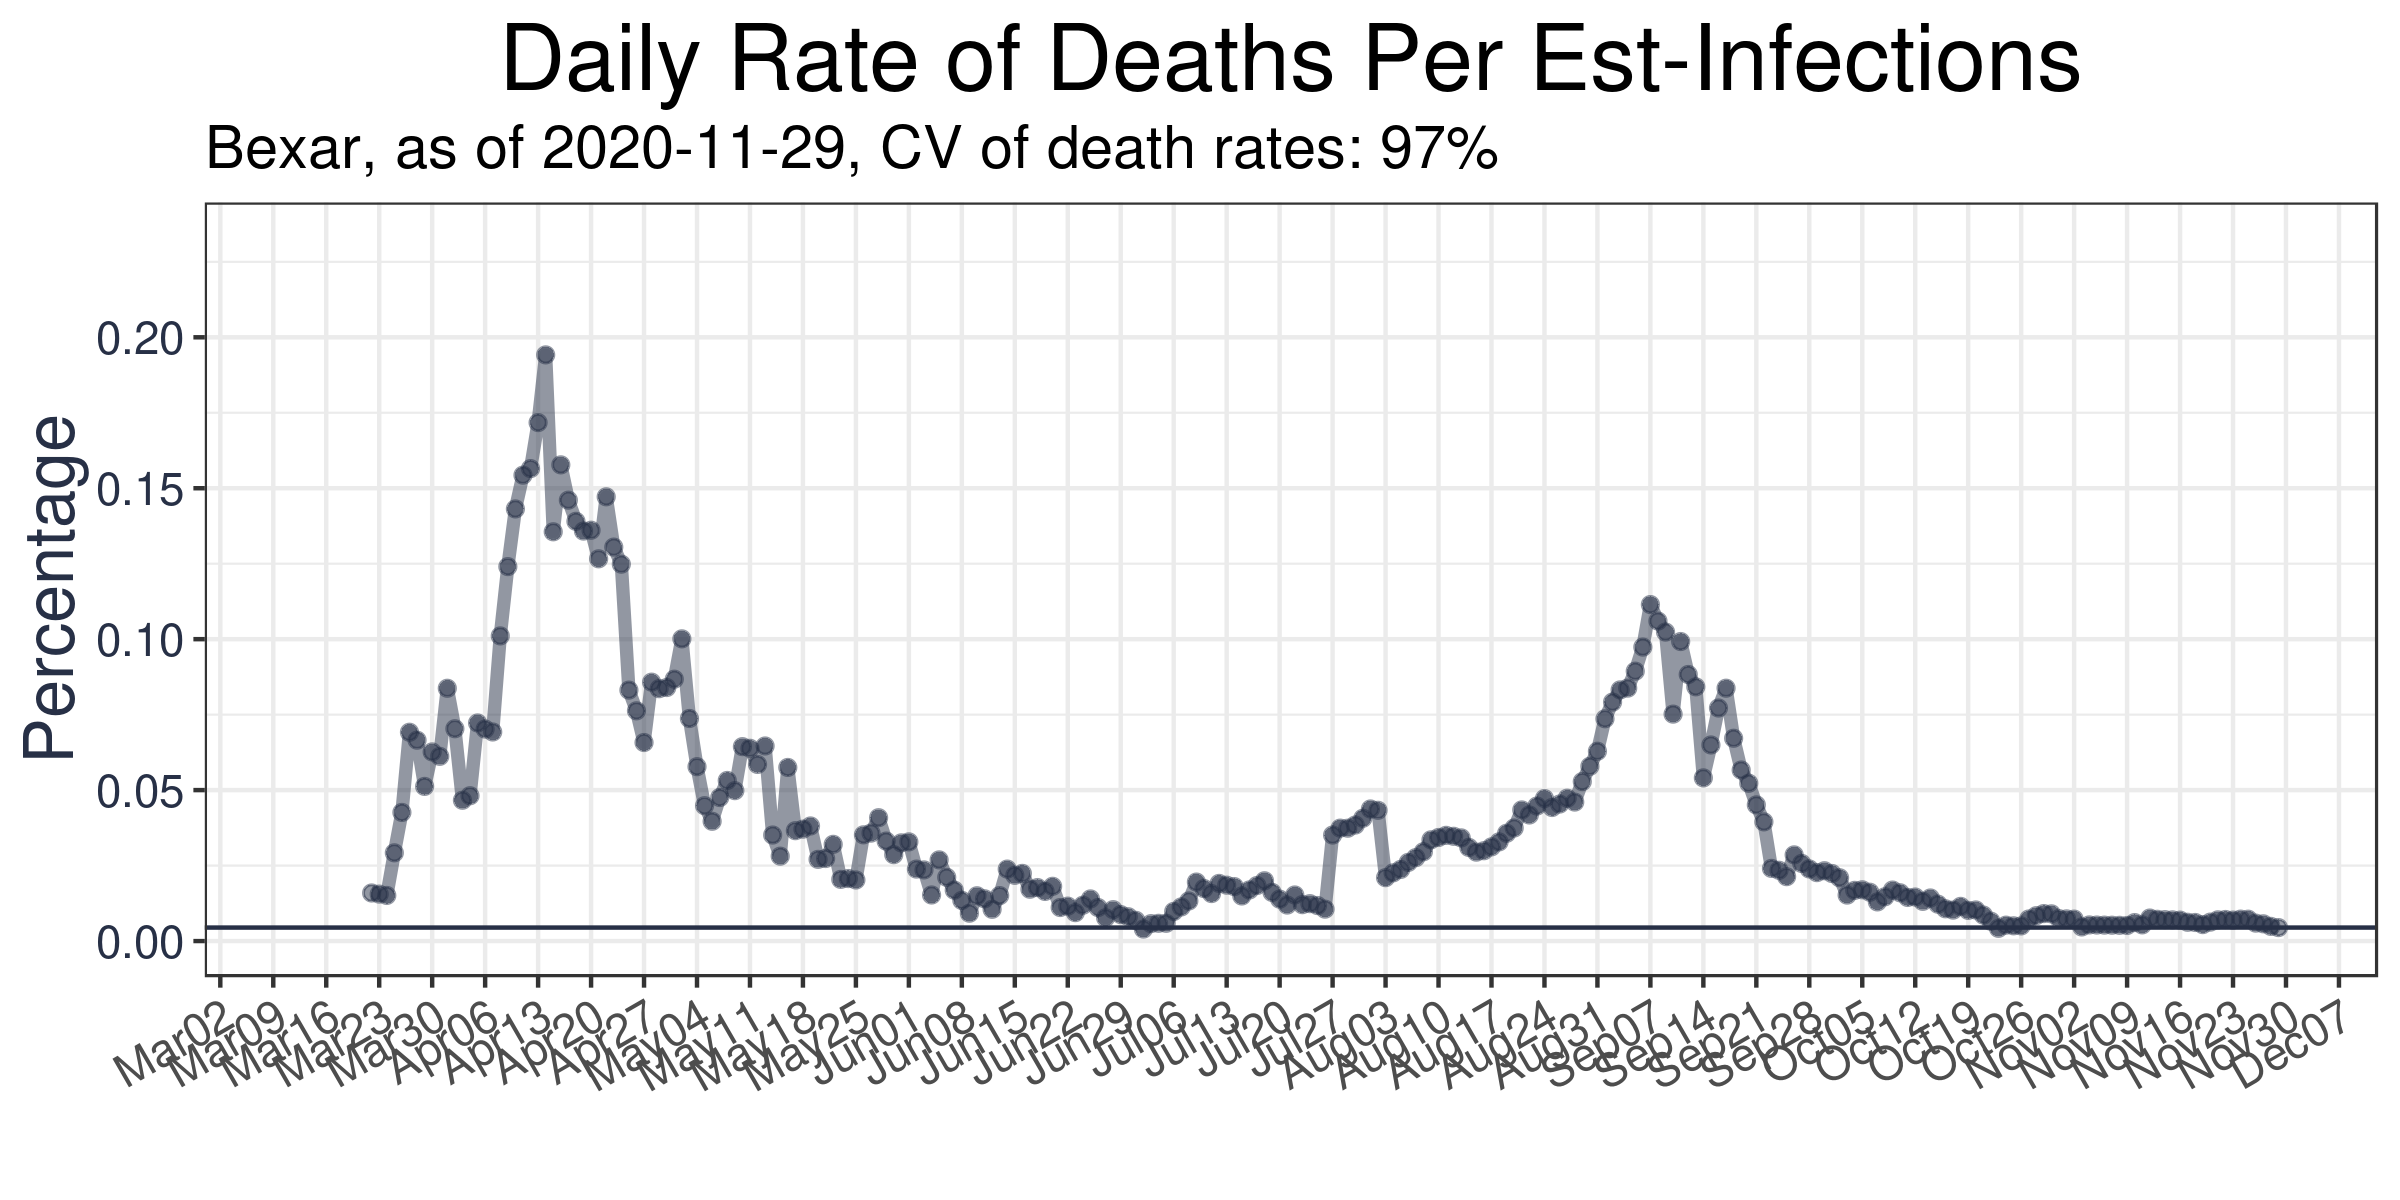 Daily Rate of Deaths Per Est-Infections
Bexar, as of 2020-11-29, CV of death rates: 97%
Percentage
0.20
0.15
0.10
0.05
0.00
Mar02
Mar09
Mar16
Mar23
Mar30
Apr06
Apr13
Apr20
Apr27
May04
May11
May18
May25
Jun01
Jun08
Jun15
Jun22
Jun29
Jul06
Jul13
Jul20
Jul27
Aug03
Aug10
Aug17
Aug24
Aug31
Sep07
Sep14
Sep21
Sep28
Oct05
Oct12
Oct19
Oct26
Nov02
Nov09
Nov16
Nov23
Nov30
Dec07